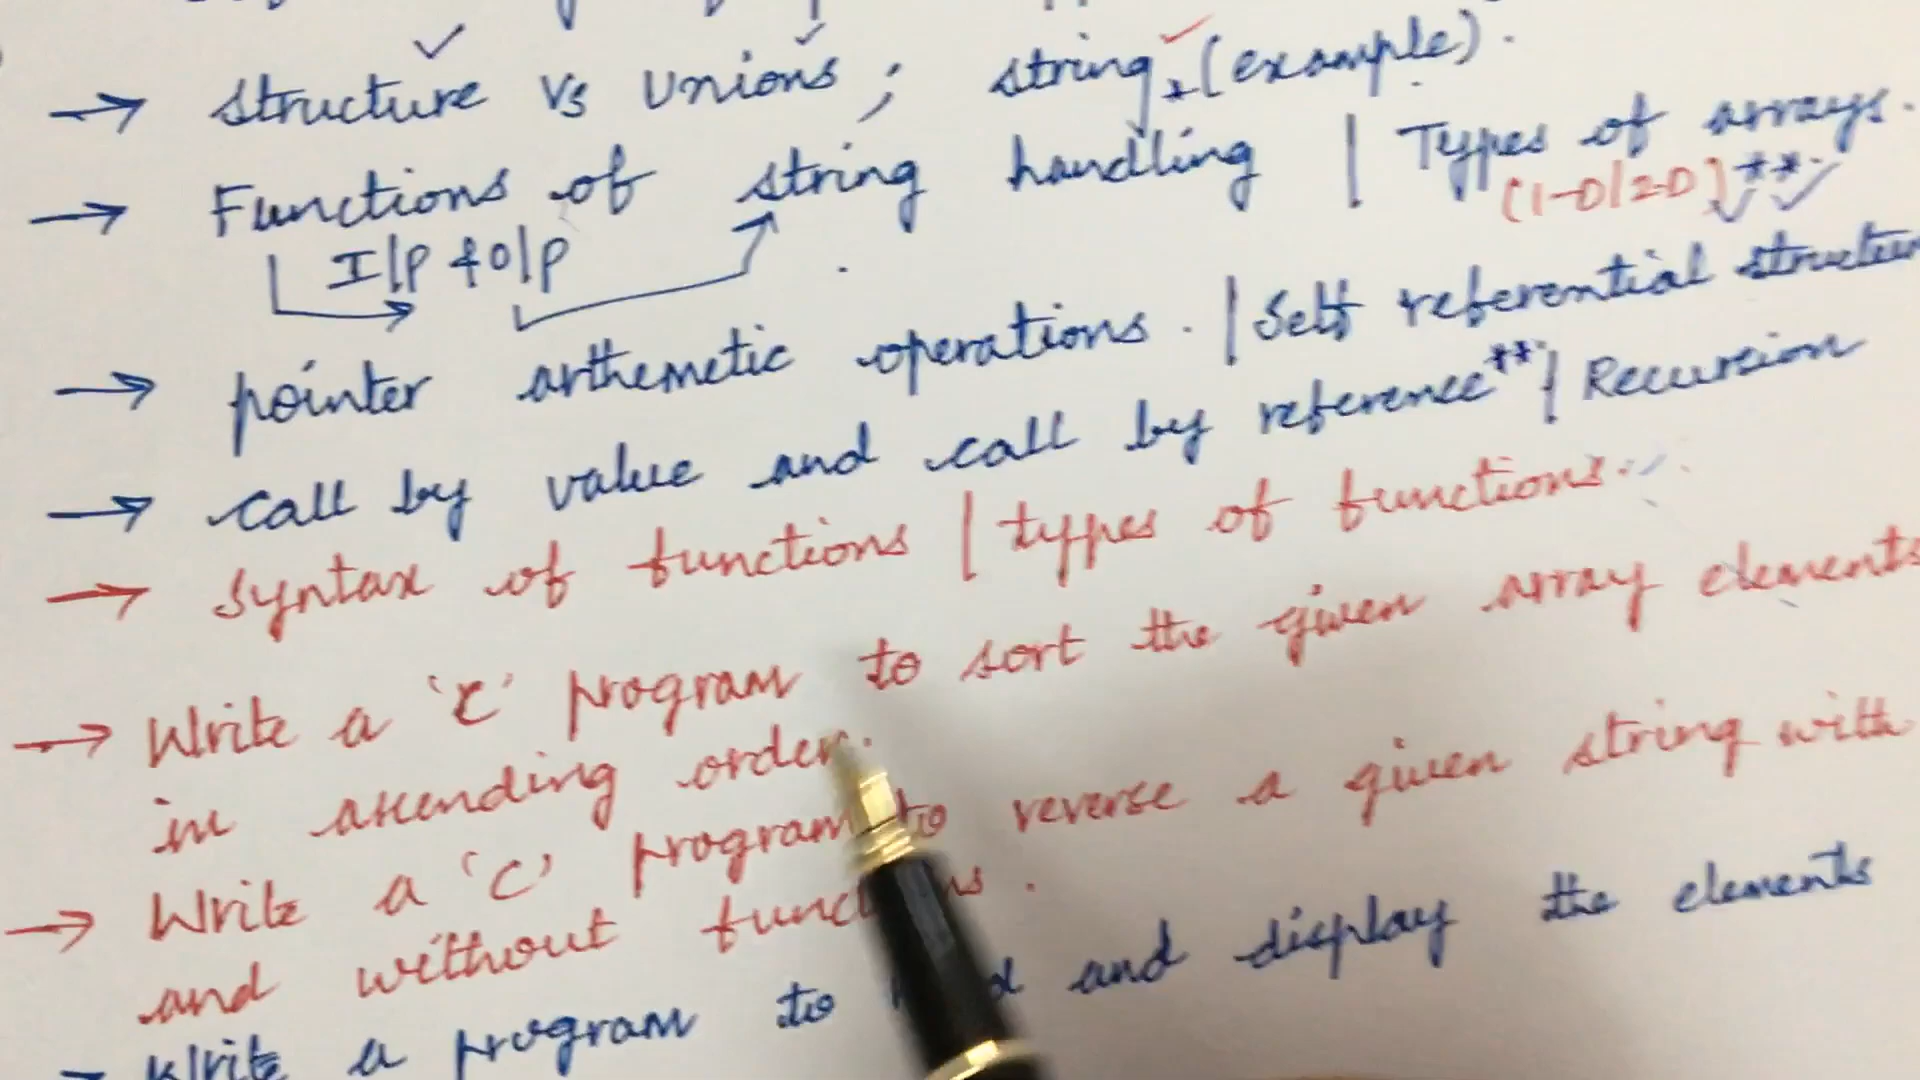 → structure vs unions ; string * (example).
→ Functions of string handling | Types of arrays.
I/p & o/p (1-D/2-D) **
→ pointer arthemetic operations. | Self referential
→ call by value and call by reference** | Recursion
→ syntax of functions | types of functions.
→ Write a 'C' program to sort the given array elements
in ascending order.
→ Write a 'C' program to reverse a given string with
and without functions.
→ Write a program to and display the elements